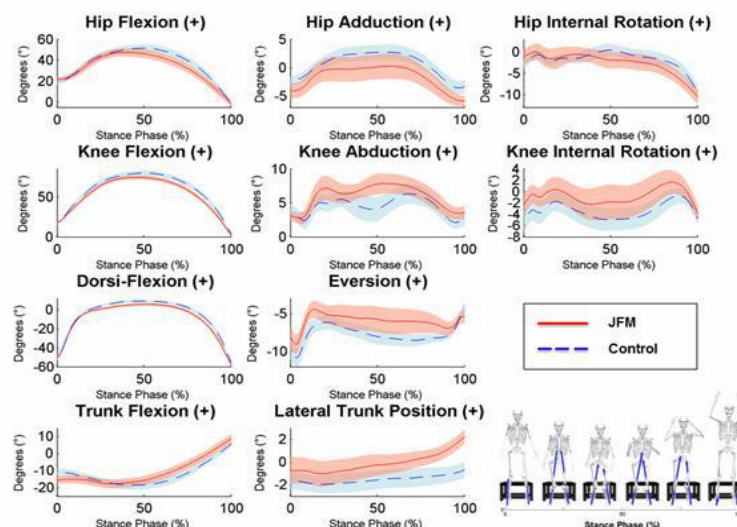 Hip Flexion (+)
Degrees (°)
60
40
20
0
0 50 100
Stance Phase (%)
Hip Adduction (+)
Degrees (°)
0
-5
0 50 100
Stance Phase (%)
Hip Internal Rotation (+)
Degrees (°)
0
-5
-10
0 50 100
Stance Phase (%)
Knee Flexion (+)
Degrees (°)
50
0 50 100
Stance Phase (%)
Knee Abduction (+)
Degrees (°)
10
5
0
0 50 100
Stance Phase (%)
Knee Internal Rotation (+)
Degrees (°)
4
2
0
-2
-4
-6
-8
0 50 100
Stance Phase (%)
Dorsi-Flexion (+)
Degrees (°)
0
-20
-40
-60
0 50 100
Stance Phase (%)
Eversion (+)
Degrees (°)
-5
-10
0 50 100
Stance Phase (%)
JFM
Control
Trunk Flexion (+)
Degrees (°)
10
0
-10
-20
0 50 100
Stance Phase (%)
Lateral Trunk Position (+)
Degrees (°)
2
0
-2
0 50 100
Stance Phase (%)
Stance Phase (%)